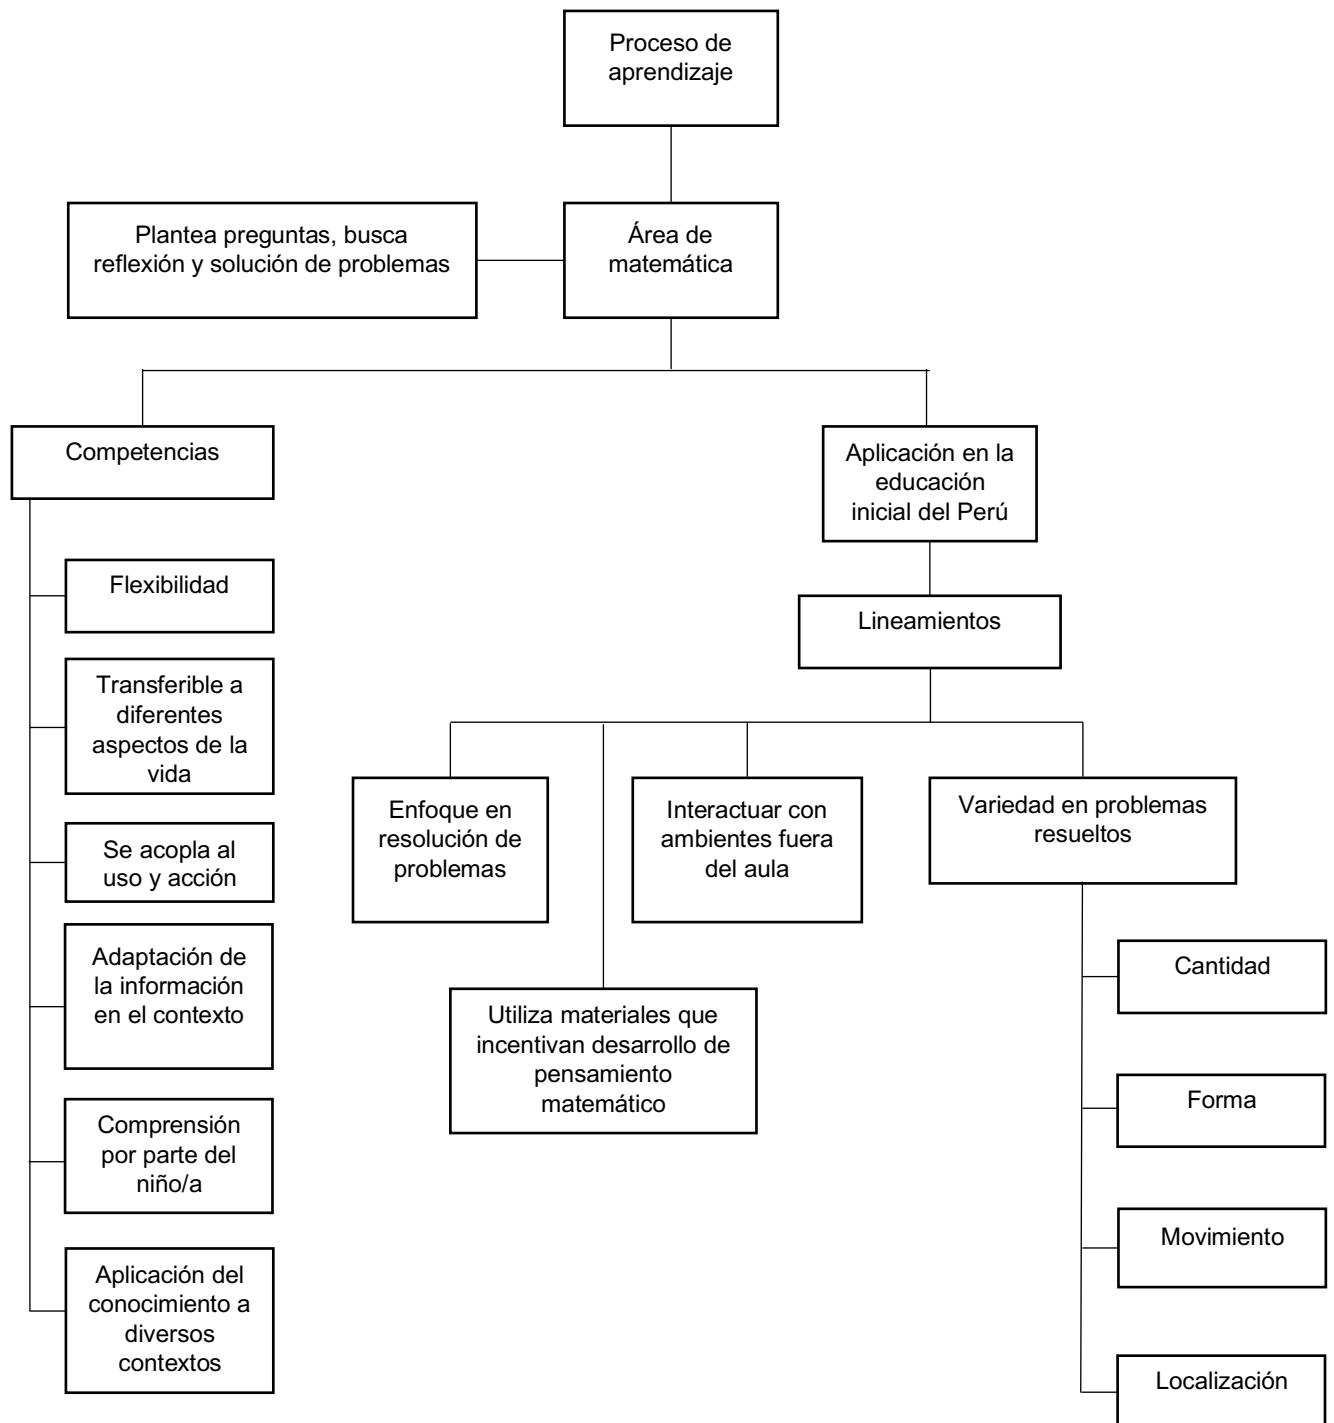 Proceso de
aprendizaje
Plantea preguntas, busca
reflexión y solución de problemas
Área de
matemática
Competencias
Flexibilidad
Transferible a
diferentes
aspectos de la
vida
Se acopla al
uso y acción
Adaptación de
la información
en el contexto
Comprensión
por parte del
niño/a
Aplicación del
conocimiento a
diversos
contextos
Aplicación en la
educación
inicial del Perú
Lineamientos
Enfoque en
resolución de
problemas
Utiliza materiales que
incentivan desarrollo de
pensamiento
matemático
Interactuar con
ambientes fuera
del aula
Variedad en problemas
resueltos
Cantidad
Forma
Movimiento
Localización